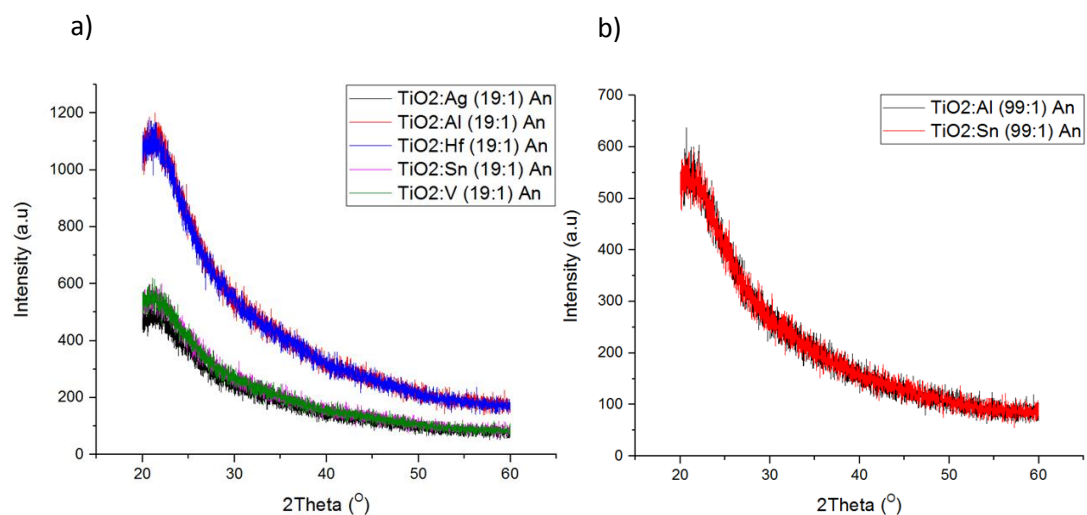 a)
b)
TiO2:Ag (19:1) An
TiO2:Al (19:1) An
TiO2:Hf (19:1) An
TiO2:Sn (19:1) An
TiO2:V (19:1) An
1200
1000
800
600
400
200
0
Intensity (a.u)
20
30
40
50
60
2Theta (O)
TiO2:Al (99:1) An
TiO2:Sn (99:1) An
700
600
500
400
300
200
100
0
Intensity (a.u)
20
30
40
50
60
2Theta (O)